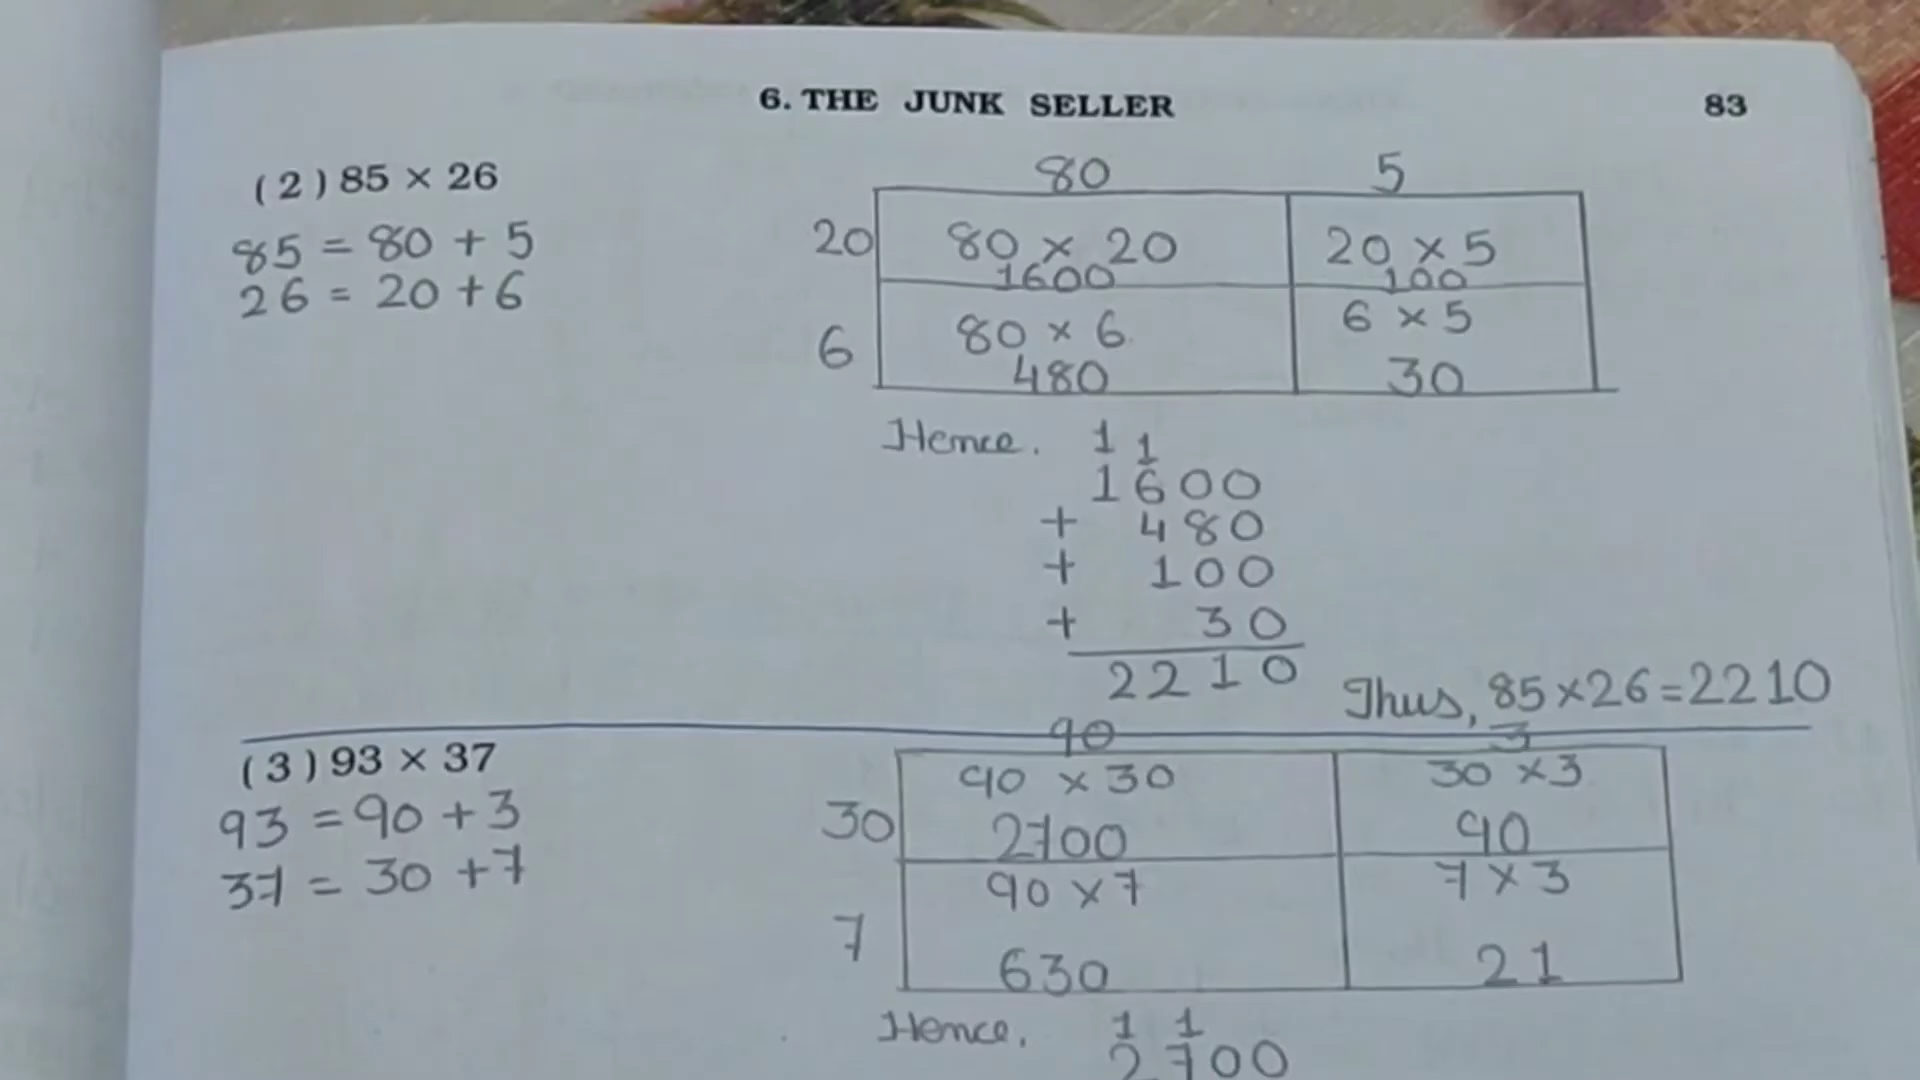 6. THE JUNK SELLER 83
(2) 85 × 26
85 = 80 + 5
26 = 20 + 6
80 5
20 80 × 20 20 × 5
1600 100
6 80 × 6 6 × 5
480 30
Hence. 1 1
1600
+ 480
+ 100
+ 30
2210
Thus, 85×26=2210
(3) 93 × 37
93 = 90 + 3
37 = 30 + 7
90 3
90 × 30 30 × 3
30 2700 90
90 × 7 7 × 3
7 630 21
Hence. 1 1
2700